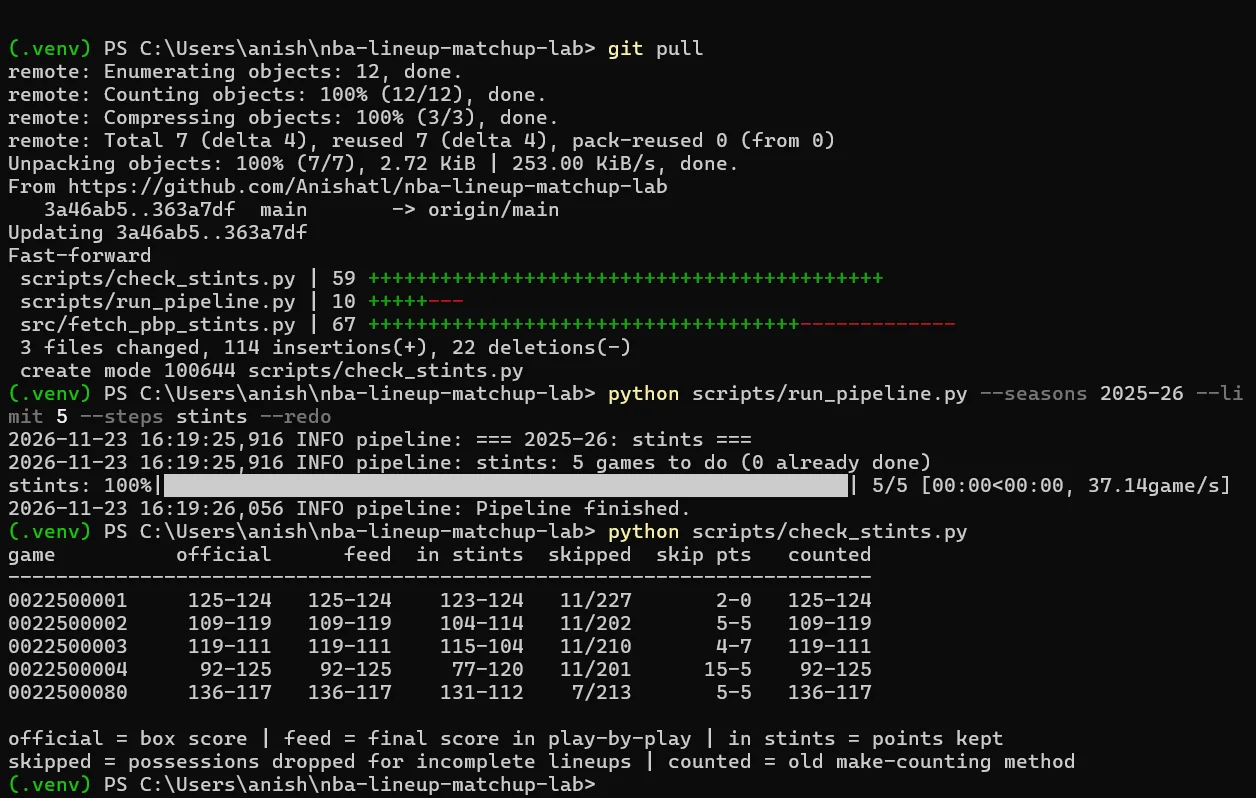 (.venv) PS C:\Users\anish\nba-lineup-matchup-lab> git pull
remote: Enumerating objects: 12, done.
remote: Counting objects: 100% (12/12), done.
remote: Compressing objects: 100% (3/3), done.
remote: Total 7 (delta 4), reused 7 (delta 4), pack-reused 0 (from 0)
Unpacking objects: 100% (7/7), 2.72 KiB | 253.00 KiB/s, done.
From https://github.com/Anishatl/nba-lineup-matchup-lab
   3a46ab5..363a7df  main       -> origin/main
Updating 3a46ab5..363a7df
Fast-forward
 scripts/check_stints.py | 59 +++++++++++++++++++++++++++++++++++++++++++
 scripts/run_pipeline.py | 10 +++++---
 src/fetch_pbp_stints.py | 67 ++++++++++++++++++++++++++++++++++++-------------
 3 files changed, 114 insertions(+), 22 deletions(-)
 create mode 100644 scripts/check_stints.py
(.venv) PS C:\Users\anish\nba-lineup-matchup-lab> python scripts/run_pipeline.py --seasons 2025-26 --li
mit 5 --steps stints --redo
2026-11-23 16:19:25,916 INFO pipeline: === 2025-26: stints ===
2026-11-23 16:19:25,916 INFO pipeline: stints: 5 games to do (0 already done)
stints: 100%|█████████████████████████████████████████████████████████| 5/5 [00:00<00:00, 37.14game/s]
2026-11-23 16:19:26,056 INFO pipeline: Pipeline finished.
(.venv) PS C:\Users\anish\nba-lineup-matchup-lab> python scripts/check_stints.py
game          official      feed  in stints  skipped  skip pts   counted
------------------------------------------------------------------------
0022500001     125-124   125-124    123-124   11/227       2-0   125-124
0022500002     109-119   109-119    104-114   11/202       5-5   109-119
0022500003     119-111   119-111    115-104   11/210       4-7   119-111
0022500004      92-125    92-125     77-120   11/201      15-5    92-125
0022500080     136-117   136-117    131-112    7/213       5-5   136-117
official = box score | feed = final score in play-by-play | in stints = points kept
skipped = possessions dropped for incomplete lineups | counted = old make-counting method
(.venv) PS C:\Users\anish\nba-lineup-matchup-lab>